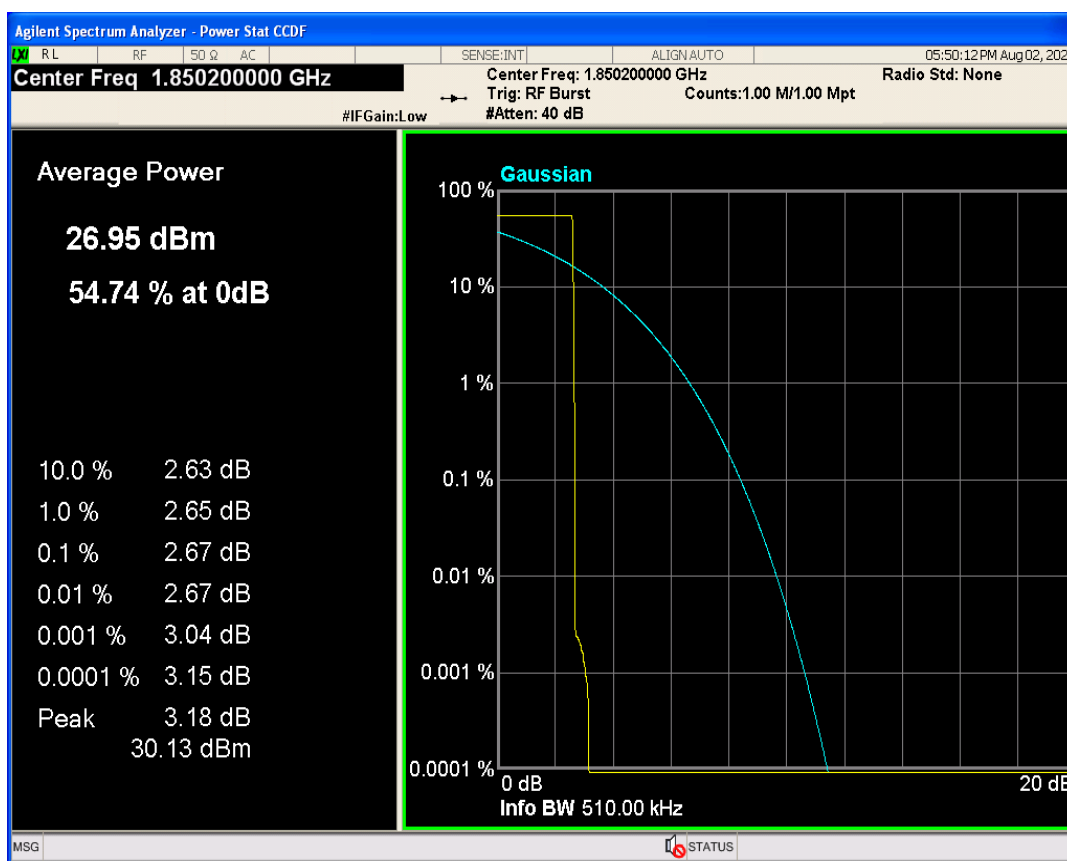 Agilent Spectrum Analyzer - Power Stat CCDF
LXI RL RF 50 Ω AC SENSE:INT ALIGN AUTO 05:50:12 PM Aug 02, 202
Center Freq 1.850200000 GHz
Center Freq: 1.850200000 GHz Radio Std: None
Trig: RF Burst Counts:1.00 M/1.00 Mpt
#IFGain:Low #Atten: 40 dB
Average Power
26.95 dBm
54.74 % at 0dB
10.0 % 2.63 dB
1.0 % 2.65 dB
0.1 % 2.67 dB
0.01 % 2.67 dB
0.001 % 3.04 dB
0.0001 % 3.15 dB
Peak 3.18 dB
30.13 dBm
Gaussian
100 %
10 %
1 %
0.1 %
0.01 %
0.001 %
0.0001 %
0 dB 20 dB
Info BW 510.00 kHz
MSG STATUS